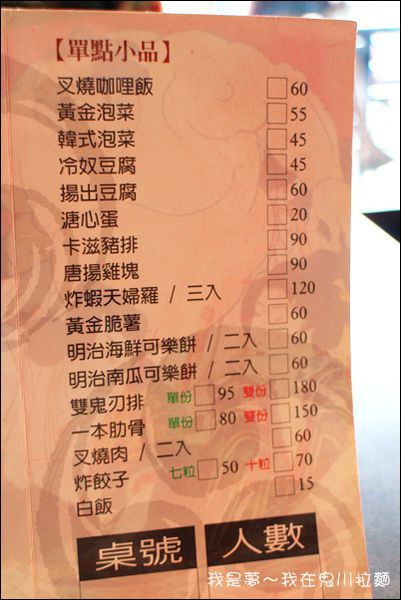 【單點小品】
叉燒咖哩飯 □ 60
黃金泡菜 □ 55
韓式泡菜 □ 45
冷奴豆腐 □ 45
揚出豆腐 □ 60
溏心蛋 □ 20
卡滋豬排 □ 90
唐揚雞塊 □ 90
炸蝦天婦羅 / 三入 □ 120
黃金脆薯 □ 60
明治海鮮可樂餅 / 二入 □ 60
明治南瓜可樂餅 / 二入 □ 60
雙鬼刃排 單份 □ 95 雙份 □ 180
一本肋骨 單份 □ 80 雙份 □ 150
叉燒肉 / 二入 □ 60
炸餃子 七粒 □ 50 十粒 □ 70
白飯 □ 15
桌號 人數
我是夢～我在鬼川拉麵